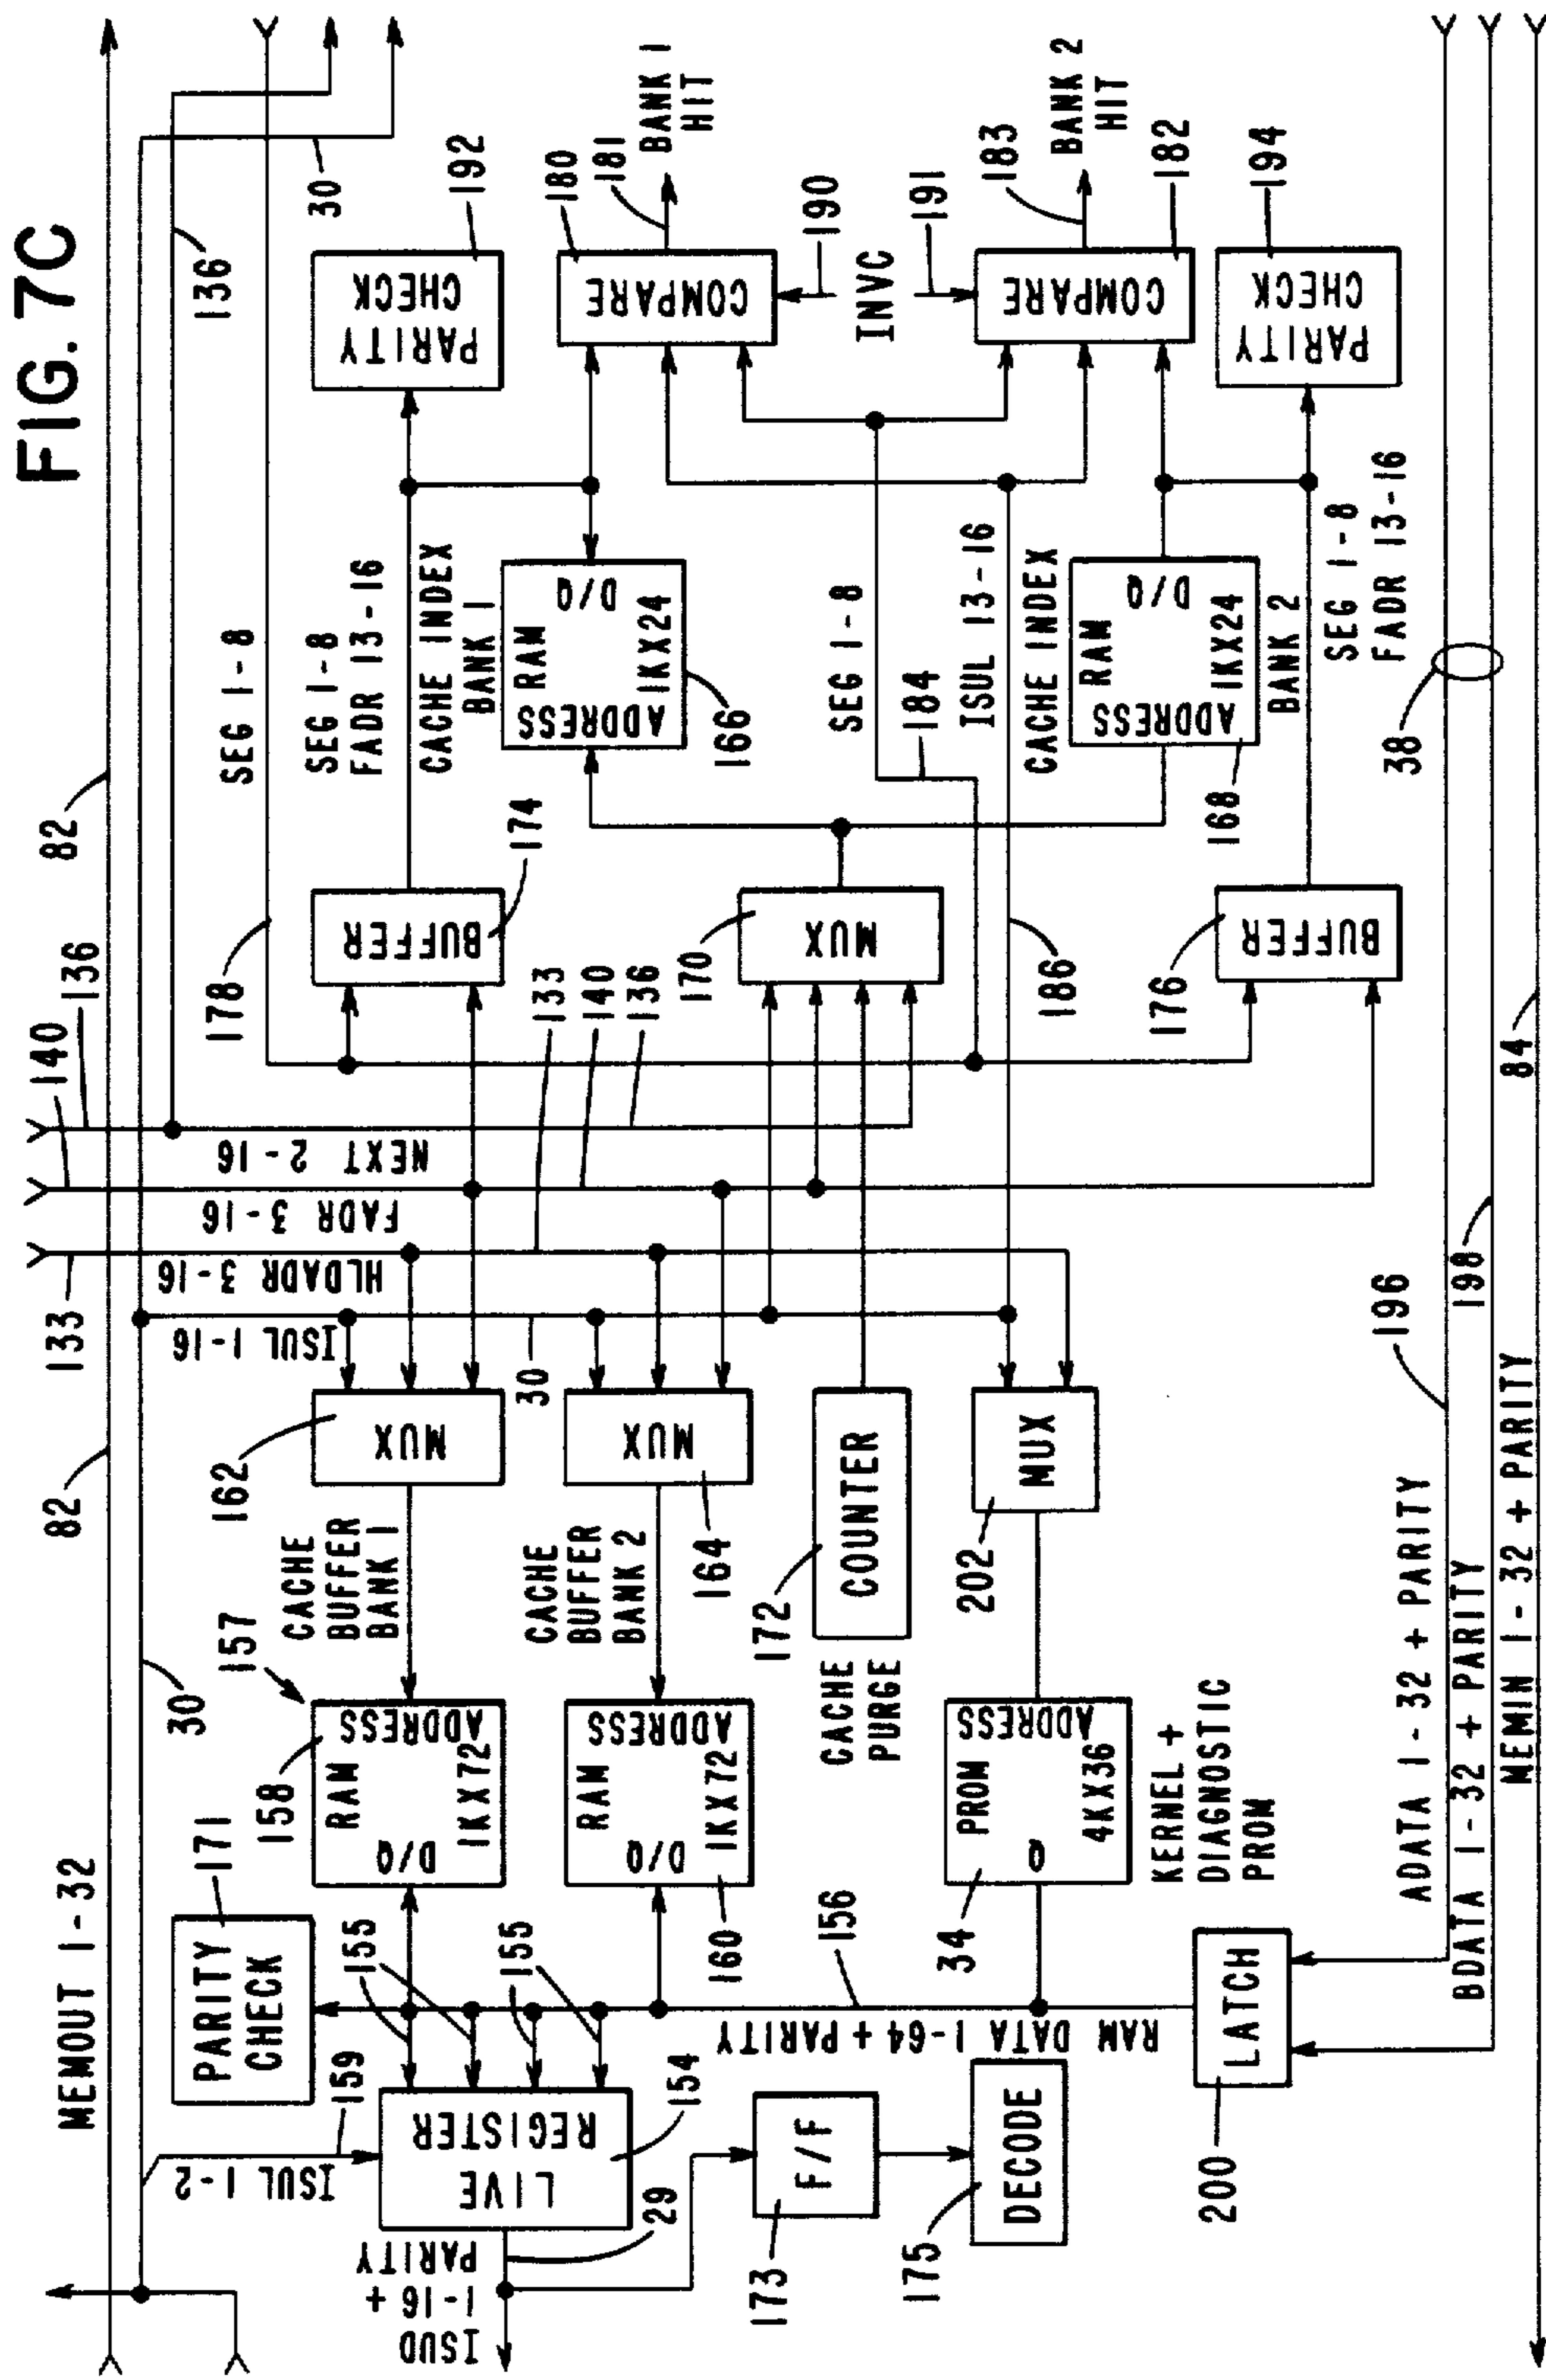 FIG. 7C
MEMOUT 1-32
82
82
30
133
140
136
136
30
ISUL 1-2
159
PARITY
CHECK
171
155
155
LIVE
REGISTER
154
29
ISUD
1-16 +
PARITY
F/F
173
DECODE
175
RAM DATA 1-64 + PARITY
156
LATCH
200
157
158
RAM
ADDRESS
D/Q
1KX72
CACHE
BUFFER
BANK 1
160
RAM
ADDRESS
D/Q
1KX72
CACHE
BUFFER
BANK 2
34
PROM
ADDRESS
Q
4KX36
KERNEL +
DIAGNOSTIC
PROM
162
MUX
164
MUX
172
COUNTER
CACHE
PURGE
202
MUX
ISUL 1-16
30
HLDADR 3-16
FADR 3-16
NEXT 2-16
133
140
136
178
SEG 1-8
BUFFER
174
SEG 1-8
FADR 13-16
CACHE INDEX
BANK 1
RAM
ADDRESS
D/Q
1KX24
166
170
MUX
SEG 1-8
184
ISUL 13-16
186
CACHE INDEX
RAM
ADDRESS
D/Q
1KX24
BANK 2
168
176
BUFFER
SEG 1-8
FADR 13-16
PARITY
CHECK
192
COMPARE
180
181
BANK 1
HIT
190
INVC
191
COMPARE
183
BANK 2
HIT
182
PARITY
CHECK
194
38
196
ADATA 1-32 + PARITY
198
BDATA 1-32 + PARITY
84
MEMIN 1-32 + PARITY